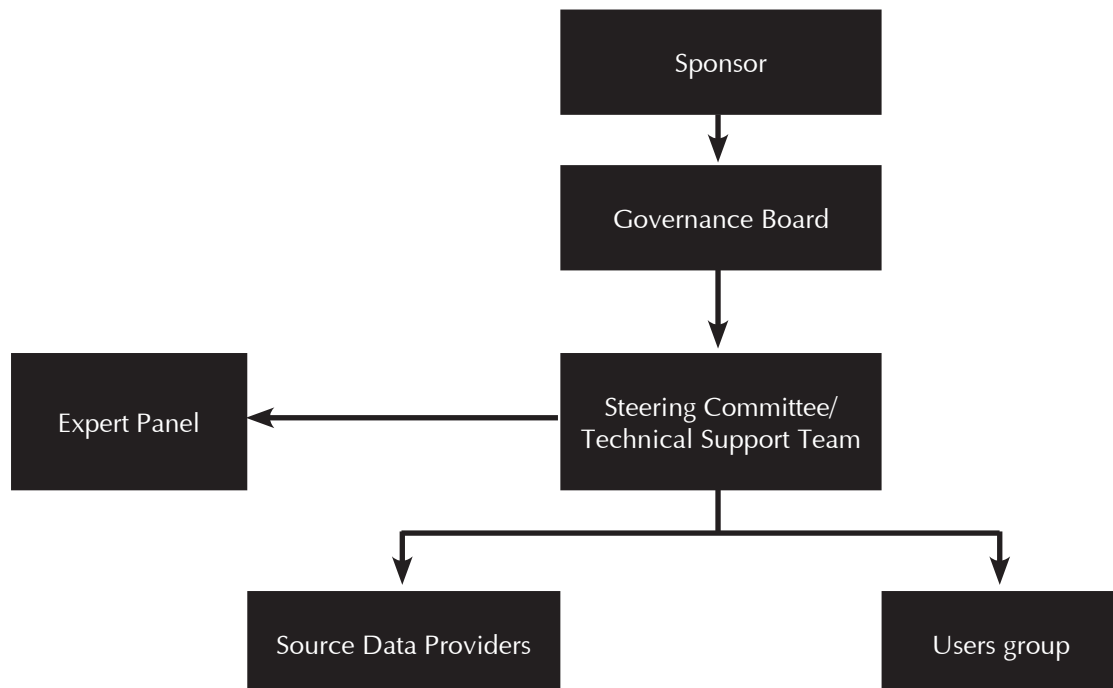 Sponsor
Governance Board
Expert Panel
Steering Committee/
Technical Support Team
Source Data Providers
Users group